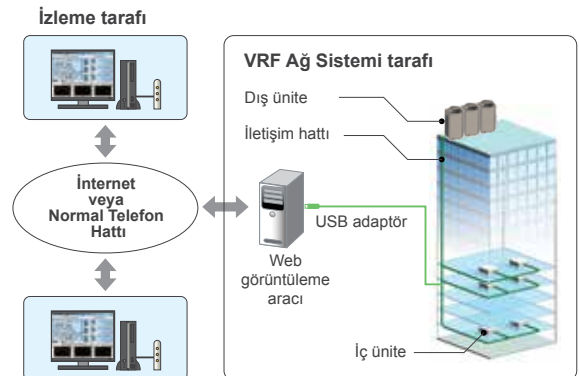 İzleme tarafı
İnternet
veya
Normal Telefon
Hattı
VRF Ağ Sistemi tarafı
Dış ünite
İletişim hattı
USB adaptör
Web
görüntüleme
aracı
İç ünite